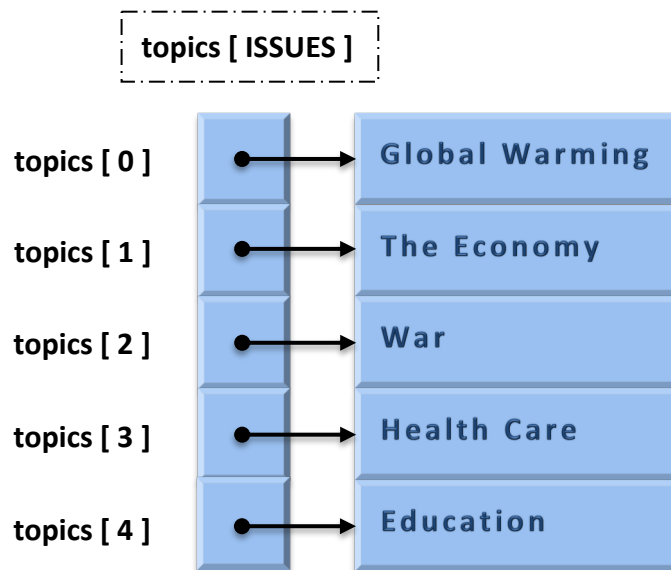 topics [ ISSUES ]
topics [ 0 ] Global Warming
topics [ 1 ] The Economy
topics [ 2 ] War
topics [ 3 ] Health Care
topics [ 4 ] Education